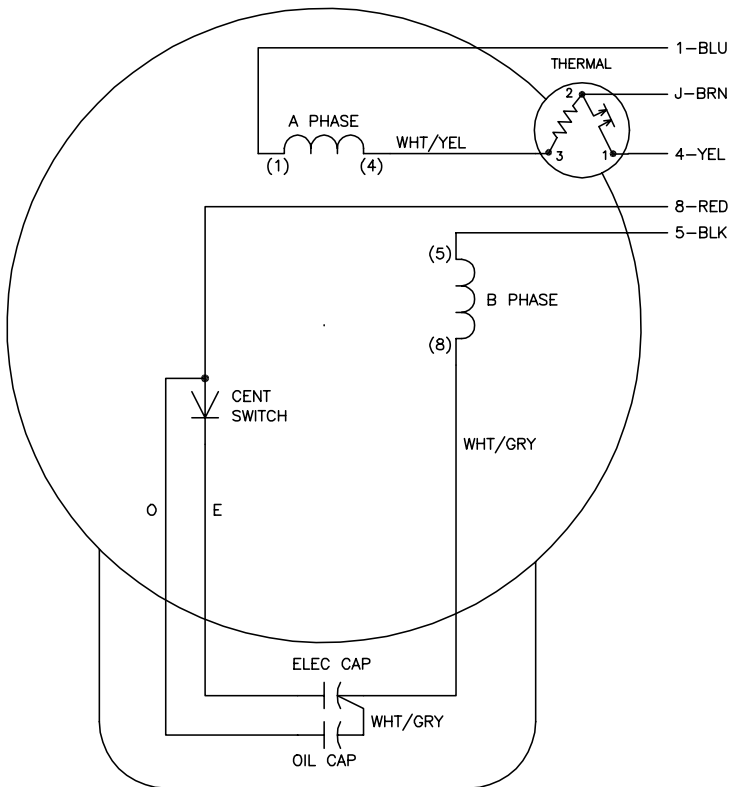 1-BLU
THERMAL
J-BRN
2
A PHASE
WHT/YEL
3
1
4-YEL
(1)
(4)
8-RED
5-BLK
(5)
B PHASE
(8)
CENT
SWITCH
WHT/GRY
O
E
ELEC CAP
WHT/GRY
OIL CAP